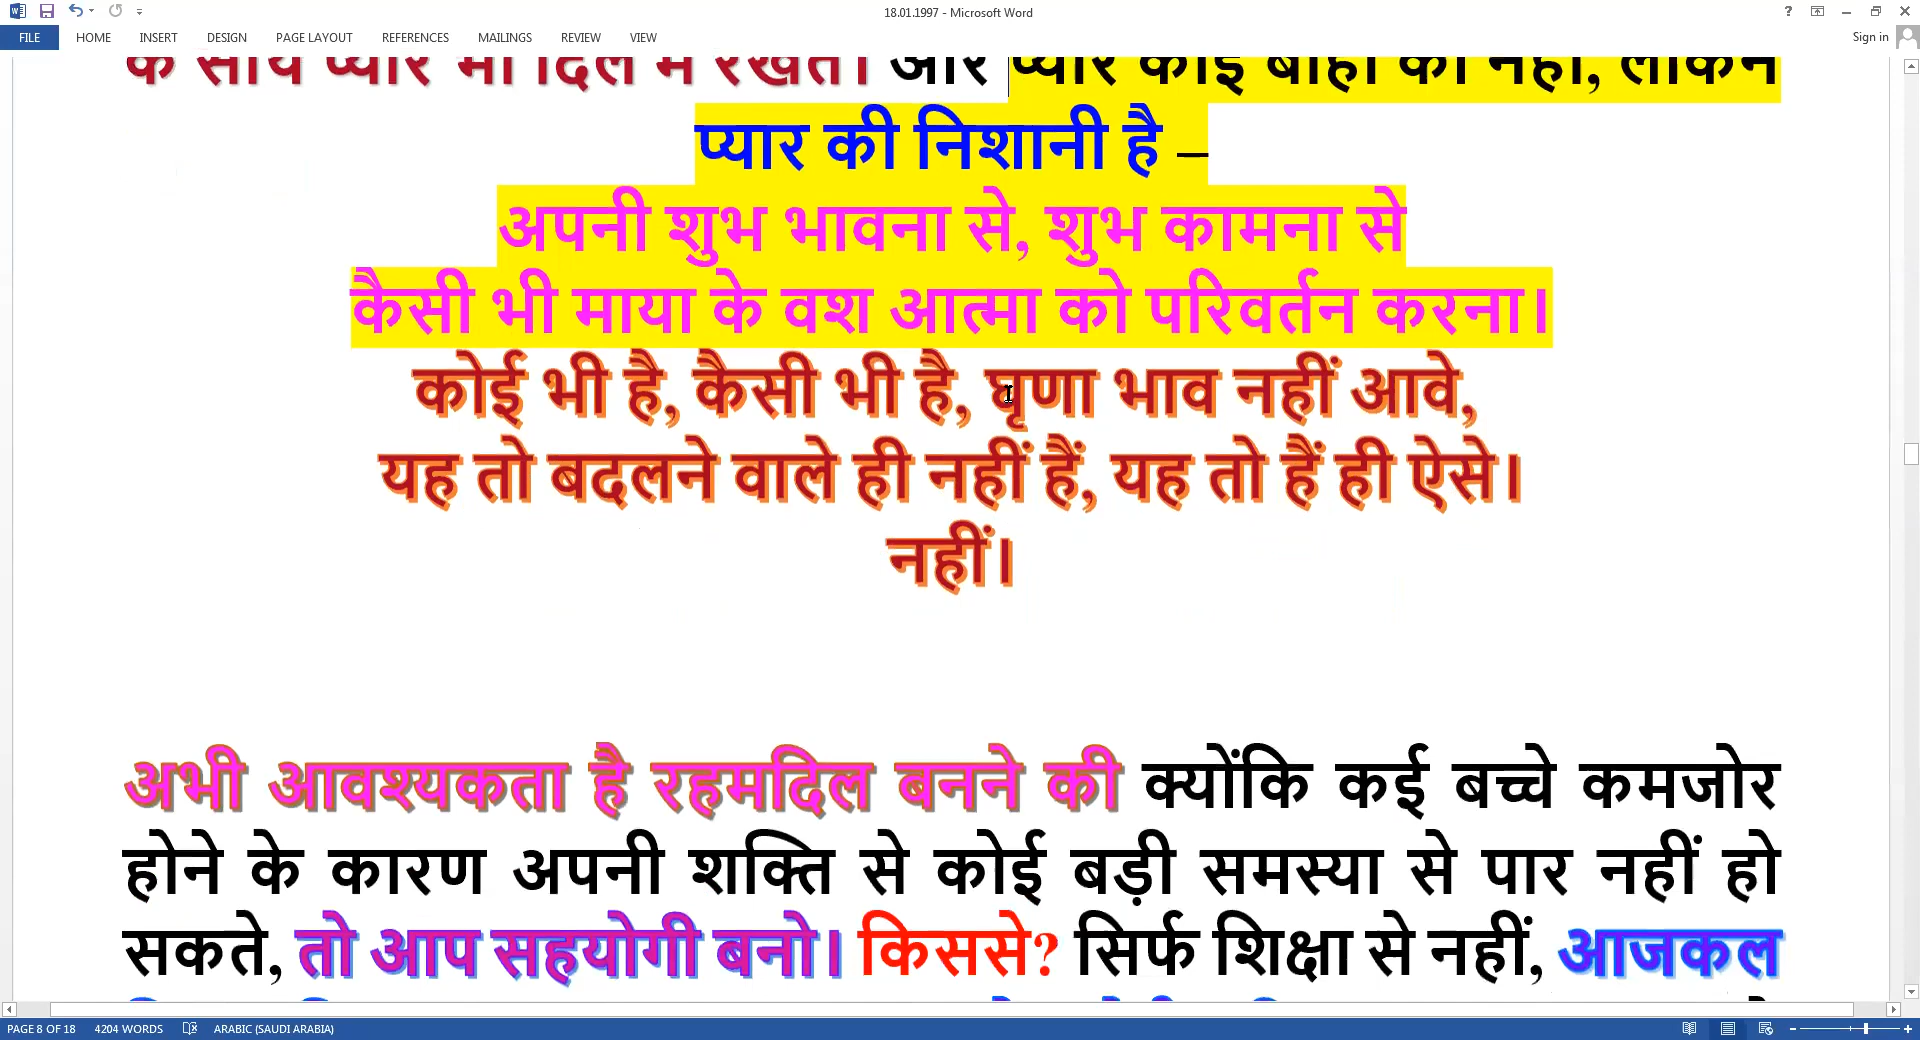 18.01.1997 - Microsoft Word
?
FILE HOME INSERT DESIGN PAGE LAYOUT REFERENCES MAILINGS REVIEW VIEW Sign in
के साथ प्यार भी दिल में रखते। और प्यार कोई बाहों का नहीं, लेकिन
प्यार की निशानी है –
अपनी शुभ भावना से, शुभ कामना से
कैसी भी माया के वश आत्मा को परिवर्तन करना।
कोई भी है, कैसी भी है, घृणा भाव नहीं आवे,
यह तो बदलने वाले ही नहीं हैं, यह तो हैं ही ऐसे।
नहीं।
अभी आवश्यकता है रहमदिल बनने की क्योंकि कई बच्चे कमजोर
होने के कारण अपनी शक्ति से कोई बड़ी समस्या से पार नहीं हो
सकते, तो आप सहयोगी बनो। किससे? सिर्फ शिक्षा से नहीं, आजकल
PAGE 8 OF 18 4204 WORDS ARABIC (SAUDI ARABIA)